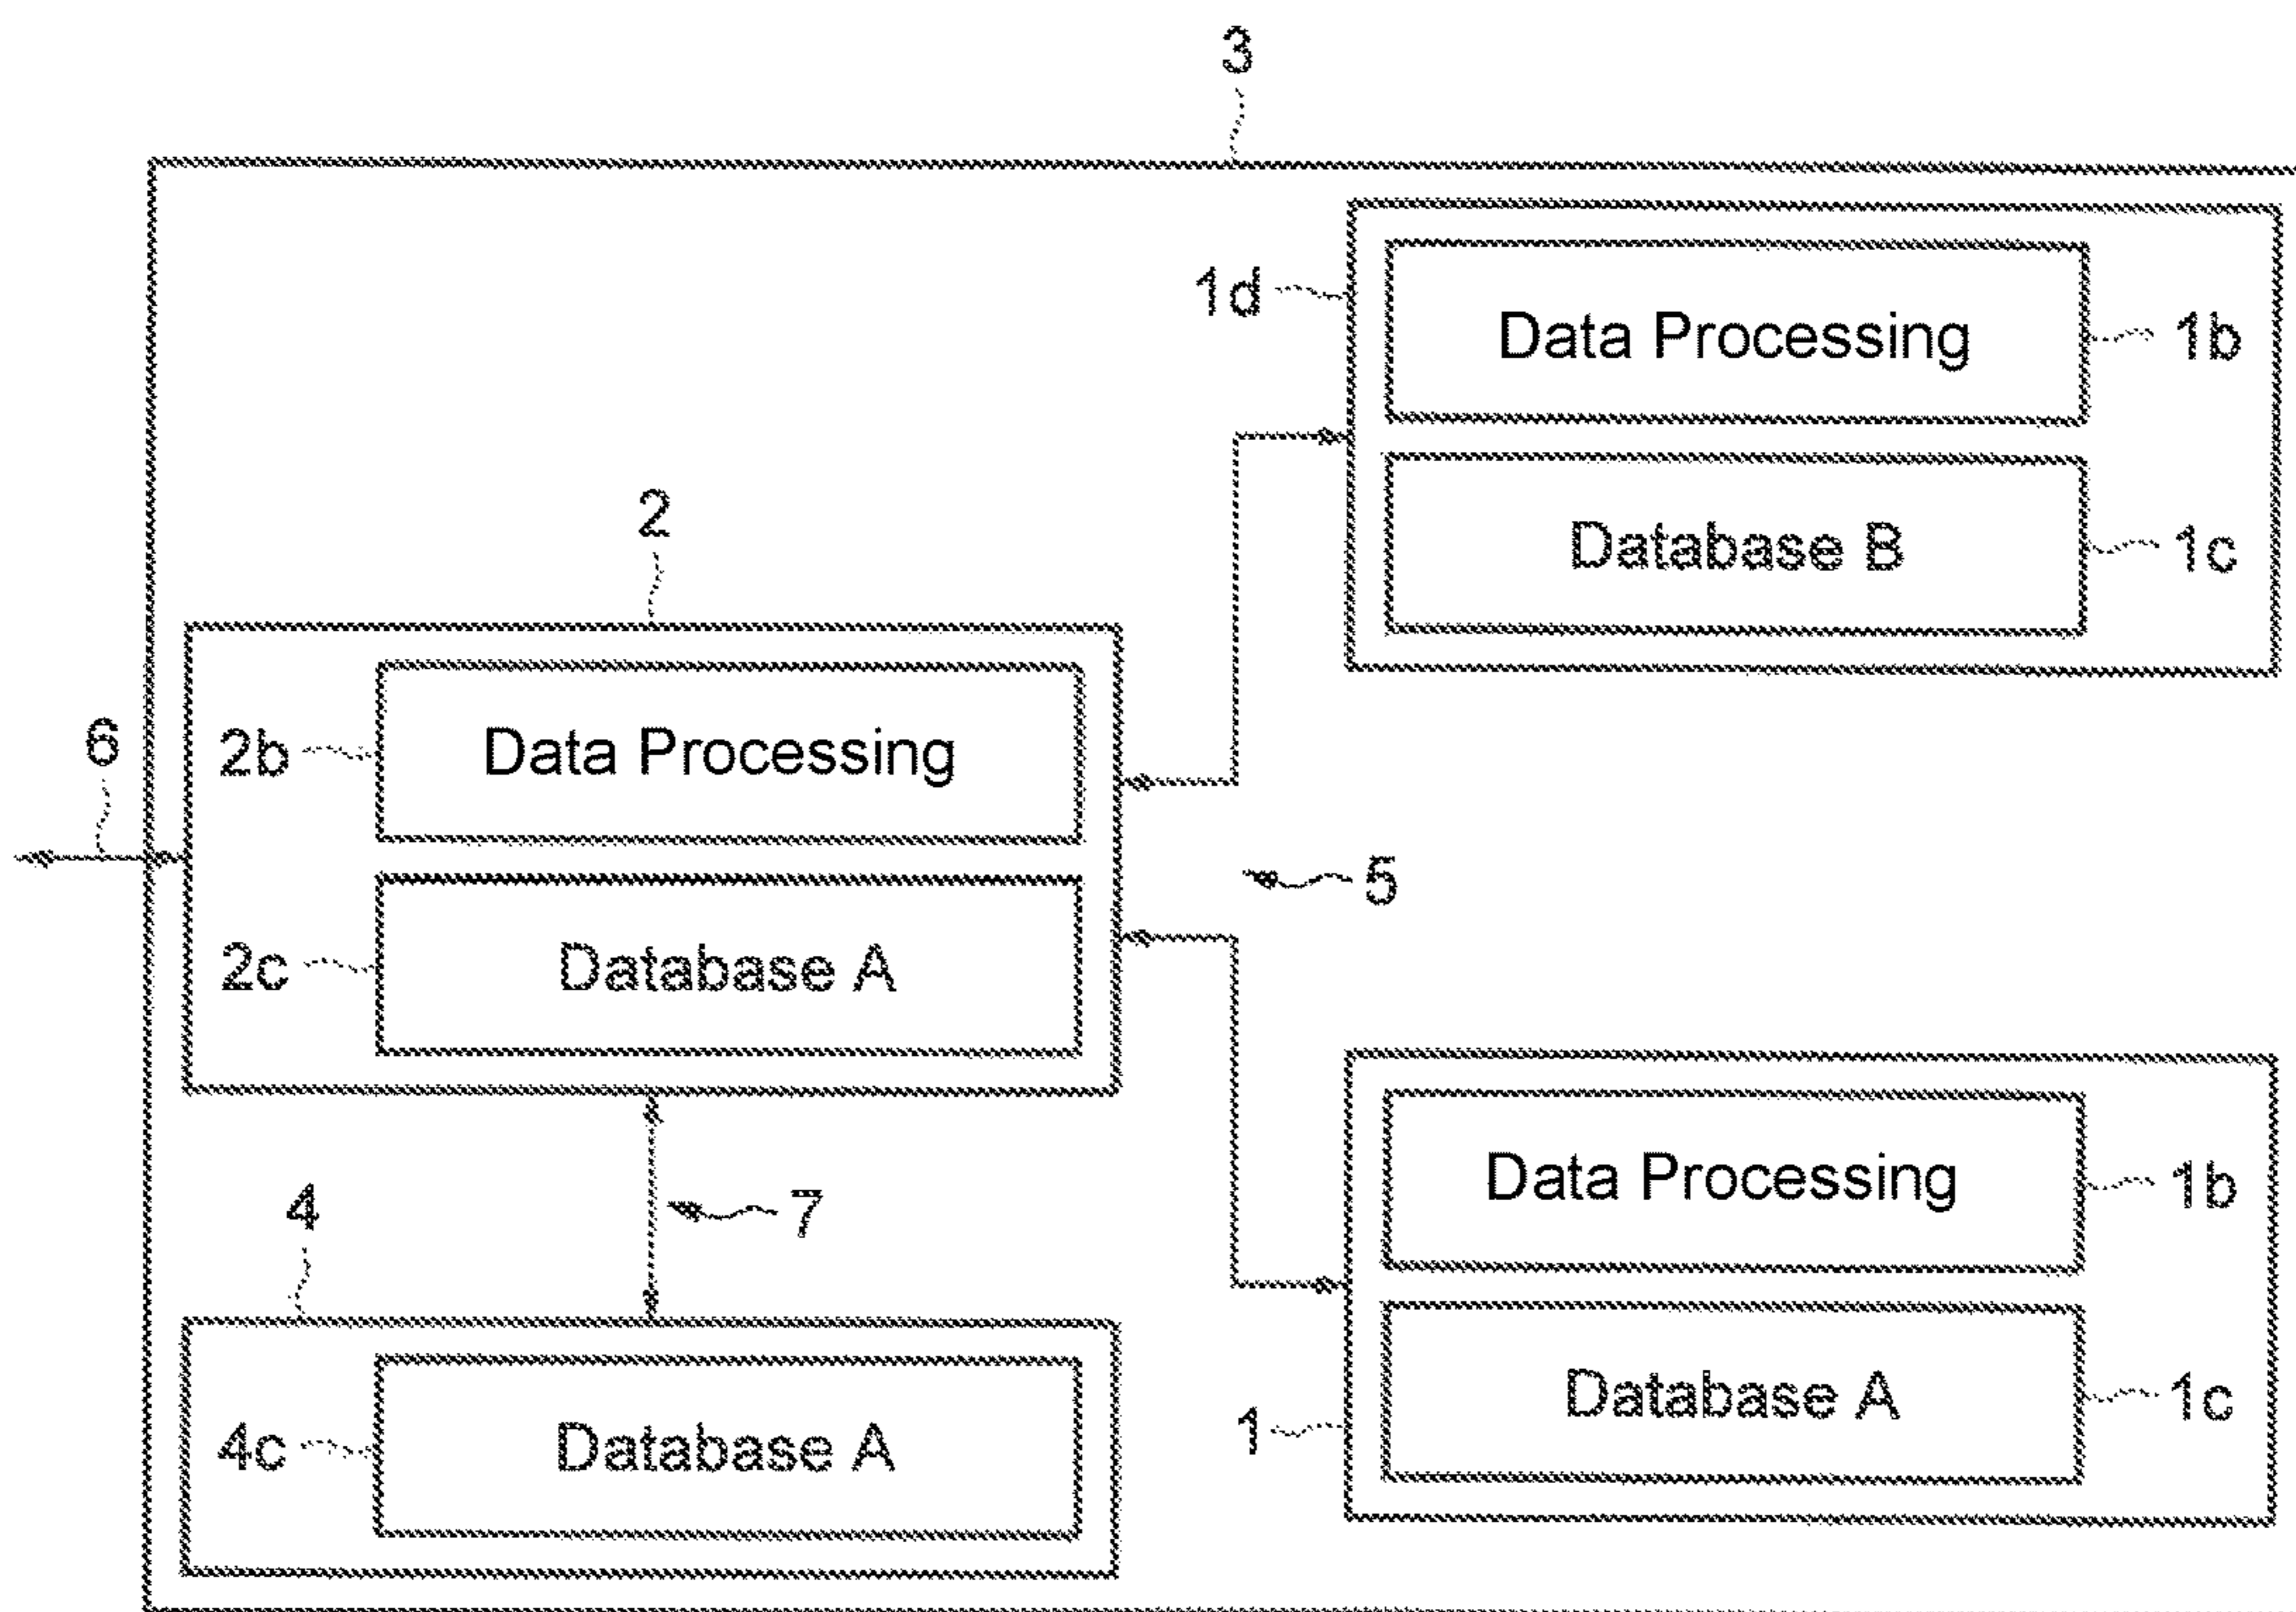 3
1d
Data Processing
1b
Database B
1c
2
2b
Data Processing
6
2c
Database A
5
7
4
4c
Database A
Data Processing
1b
Database A
1c
1